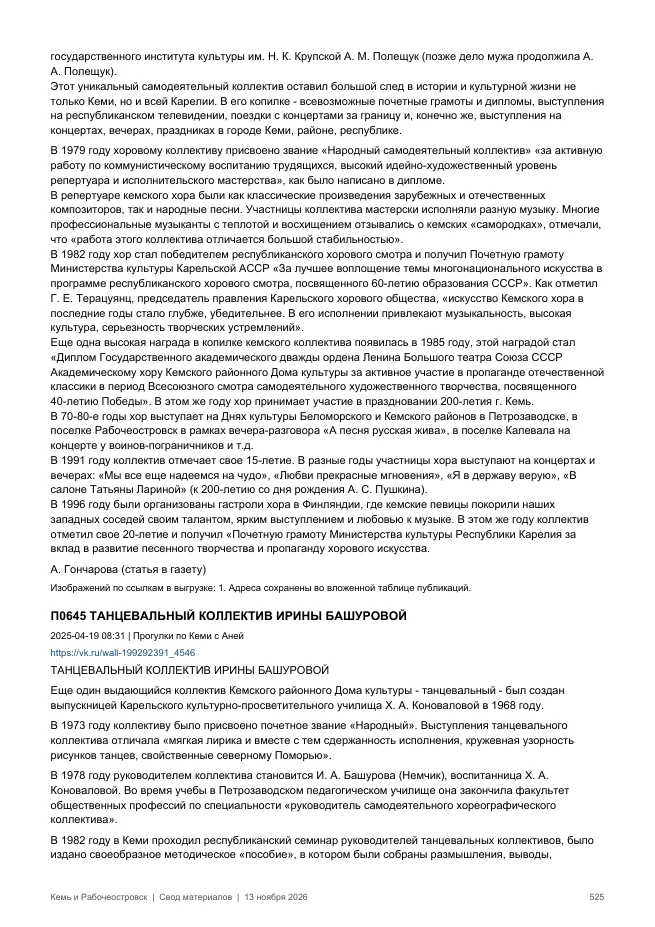 государственного института культуры им. Н. К. Крупской А. М. Полещук (позже дело мужа продолжила А.
А. Полещук).
Этот уникальный самодеятельный коллектив оставил большой след в истории и культурной жизни не
только Кеми, но и всей Карелии. В его копилке - всевозможные почетные грамоты и дипломы, выступления
на республиканском телевидении, поездки с концертами за границу и, конечно же, выступления на
концертах, вечерах, праздниках в городе Кеми, районе, республике.
В 1979 году хоровому коллективу присвоено звание «Народный самодеятельный коллектив» «за активную
работу по коммунистическому воспитанию трудящихся, высокий идейно-художественный уровень
репертуара и исполнительского мастерства», как было написано в дипломе.
В репертуаре кемского хора были как классические произведения зарубежных и отечественных
композиторов, так и народные песни. Участницы коллектива мастерски исполняли разную музыку. Многие
профессиональные музыканты с теплотой и восхищением отзывались о кемских «самородках», отмечали,
что «работа этого коллектива отличается большой стабильностью».
В 1982 году хор стал победителем республиканского хорового смотра и получил Почетную грамоту
Министерства культуры Карельской АССР «За лучшее воплощение темы многонационального искусства в
программе республиканского хорового смотра, посвященного 60-летию образования СССР». Как отметил
Г. Е. Терацуянц, председатель правления Карельского хорового общества, «искусство Кемского хора в
последние годы стало глубже, убедительнее. В его исполнении привлекают музыкальность, высокая
культура, серьезность творческих устремлений».
Еще одна высокая награда в копилке кемского коллектива появилась в 1985 году, этой наградой стал
«Диплом Государственного академического дважды ордена Ленина Большого театра Союза СССР
Академическому хору Кемского районного Дома культуры за активное участие в пропаганде отечественной
классики в период Всесоюзного смотра самодеятельного художественного творчества, посвященного
40-летию Победы». В этом же году хор принимает участие в праздновании 200-летия г. Кемь.
В 70-80-е годы хор выступает на Днях культуры Беломорского и Кемского районов в Петрозаводске, в
поселке Рабочеостровск в рамках вечера-разговора «А песня русская жива», в поселке Калевала на
концерте у воинов-пограничников и т.д.
В 1991 году коллектив отмечает свое 15-летие. В разные годы участницы хора выступают на концертах и
вечерах: «Мы все еще надеемся на чудо», «Любви прекрасные мгновения», «Я в державу верую», «В
салоне Татьяны Лариной» (к 200-летию со дня рождения А. С. Пушкина).
В 1996 году были организованы гастроли хора в Финляндии, где кемские певицы покорили наших
западных соседей своим талантом, ярким выступлением и любовью к музыке. В этом же году коллектив
отметил свое 20-летие и получил «Почетную грамоту Министерства культуры Республики Карелия за
вклад в развитие песенного творчества и пропаганду хорового искусства.
А. Гончарова (статья в газету)
Изображений по ссылкам в выгрузке: 1. Адреса сохранены во вложенной таблице публикаций.
П0645 ТАНЦЕВАЛЬНЫЙ КОЛЛЕКТИВ ИРИНЫ БАШУРОВОЙ
2025-04-19 08:31 | Прогулки по Кеми с Аней
https://vk.ru/wall-199292391_4546
ТАНЦЕВАЛЬНЫЙ КОЛЛЕКТИВ ИРИНЫ БАШУРОВОЙ
Еще один выдающийся коллектив Кемского районного Дома культуры - танцевальный - был создан
выпускницей Карельского культурно-просветительного училища Х. А. Коноваловой в 1968 году.
В 1973 году коллективу было присвоено почетное звание «Народный». Выступления танцевального
коллектива отличала «мягкая лирика и вместе с тем сдержанность исполнения, кружевная узорность
рисунков танцев, свойственные северному Поморью».
В 1978 году руководителем коллектива становится И. А. Башурова (Немчик), воспитанница Х. А.
Коноваловой. Во время учебы в Петрозаводском педагогическом училище она закончила факультет
общественных профессий по специальности «руководитель самодеятельного хореографического
коллектива».
В 1982 году в Кеми проходил республиканский семинар руководителей танцевальных коллективов, было
издано своеобразное методическое «пособие», в котором были собраны размышления, выводы,
Кемь и Рабочеостровск | Свод материалов | 13 ноября 2026
525